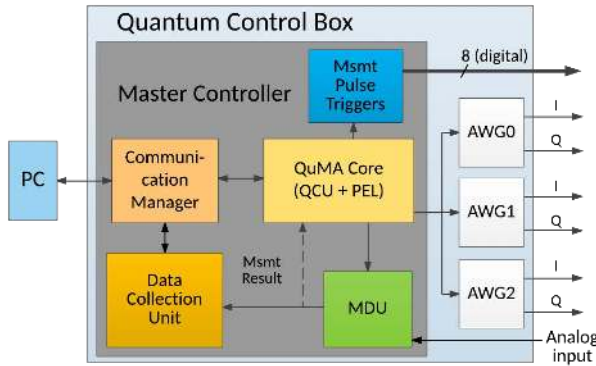 Quantum Control Box
8 (digital)
Msmt
Pulse
Triggers
Master Controller
I
AWG0
Q
PC
Communi-
cation
Manager
QuMA Core
(QCU + PEL)
I
AWG1
Q
Msmt
Result
Data
Collection
Unit
MDU
I
AWG2
Q
Analog
input